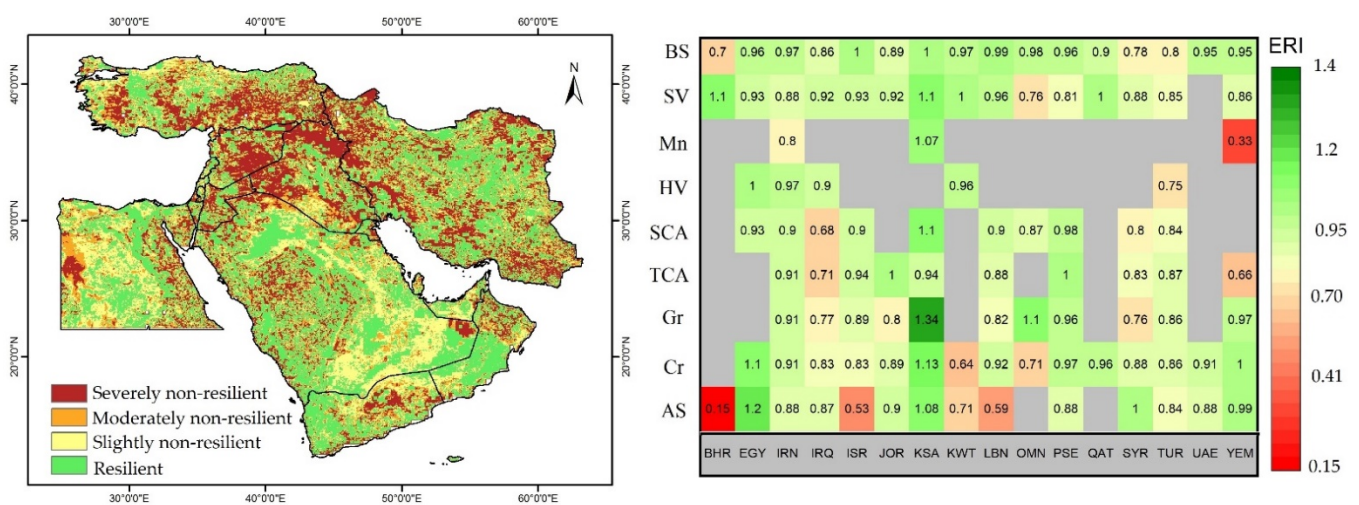 30°0'0"E 40°0'0"E 50°0'0"E 60°0'0"E
40°0'0"N
30°0'0"N
20°0'0"N
N
40°0'0"N
30°0'0"N
20°0'0"N
Severely non-resilient
Moderately non-resilient
Slightly non-resilient
Resilient
30°0'0"E 40°0'0"E 50°0'0"E 60°0'0"E
BS 0.7 0.96 0.97 0.86 1 0.89 1 0.97 0.99 0.98 0.96 0.9 0.78 0.8 0.95 0.95
SV 1.1 0.93 0.88 0.92 0.93 0.92 1.1 1 0.96 0.76 0.81 1 0.88 0.85 0.86
Mn 0.8 1.07 0.33
HV 1 0.97 0.9 0.96 0.75
SCA 0.93 0.9 0.68 0.9 1.1 0.9 0.87 0.98 0.8 0.84
TCA 0.91 0.71 0.94 1 0.94 0.88 1 0.83 0.87 0.66
Gr 0.91 0.77 0.89 0.8 1.34 0.82 1.1 0.96 0.76 0.86 0.97
Cr 1.1 0.91 0.83 0.83 0.89 1.13 0.64 0.92 0.71 0.97 0.96 0.88 0.86 0.91 1
AS 0.15 1.2 0.88 0.87 0.53 0.9 1.08 0.71 0.59 0.88 1 0.84 0.88 0.99
BHR EGY IRN IRQ ISR JOR KSA KWT LBN OMN PSE QAT SYR TUR UAE YEM
ERI
1.4
1.2
0.95
0.70
0.41
0.15